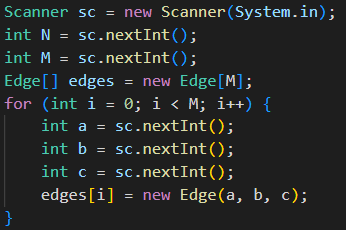 Scanner sc = new Scanner(System.in);
int N = sc.nextInt();
int M = sc.nextInt();
Edge[] edges = new Edge[M];
for (int i = 0; i < M; i++) {
    int a = sc.nextInt();
    int b = sc.nextInt();
    int c = sc.nextInt();
    edges[i] = new Edge(a, b, c);
}